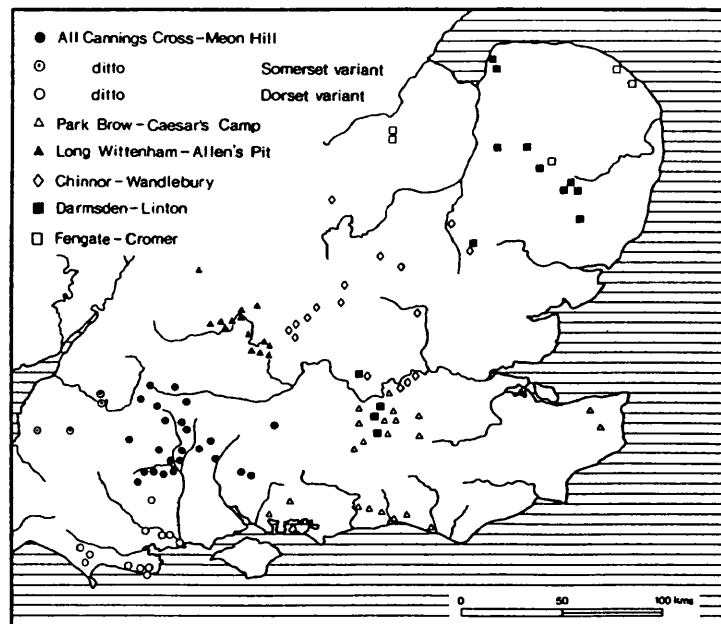 All Cannings Cross-Meon Hill
ditto Somerset variant
ditto Dorset variant
Park Brow-Caesar's Camp
Long Wittenham-Allen's Pit
Chinnor-Wandlebury
Darmsden-Linton
Fengate-Cromer
0 50 100 kms